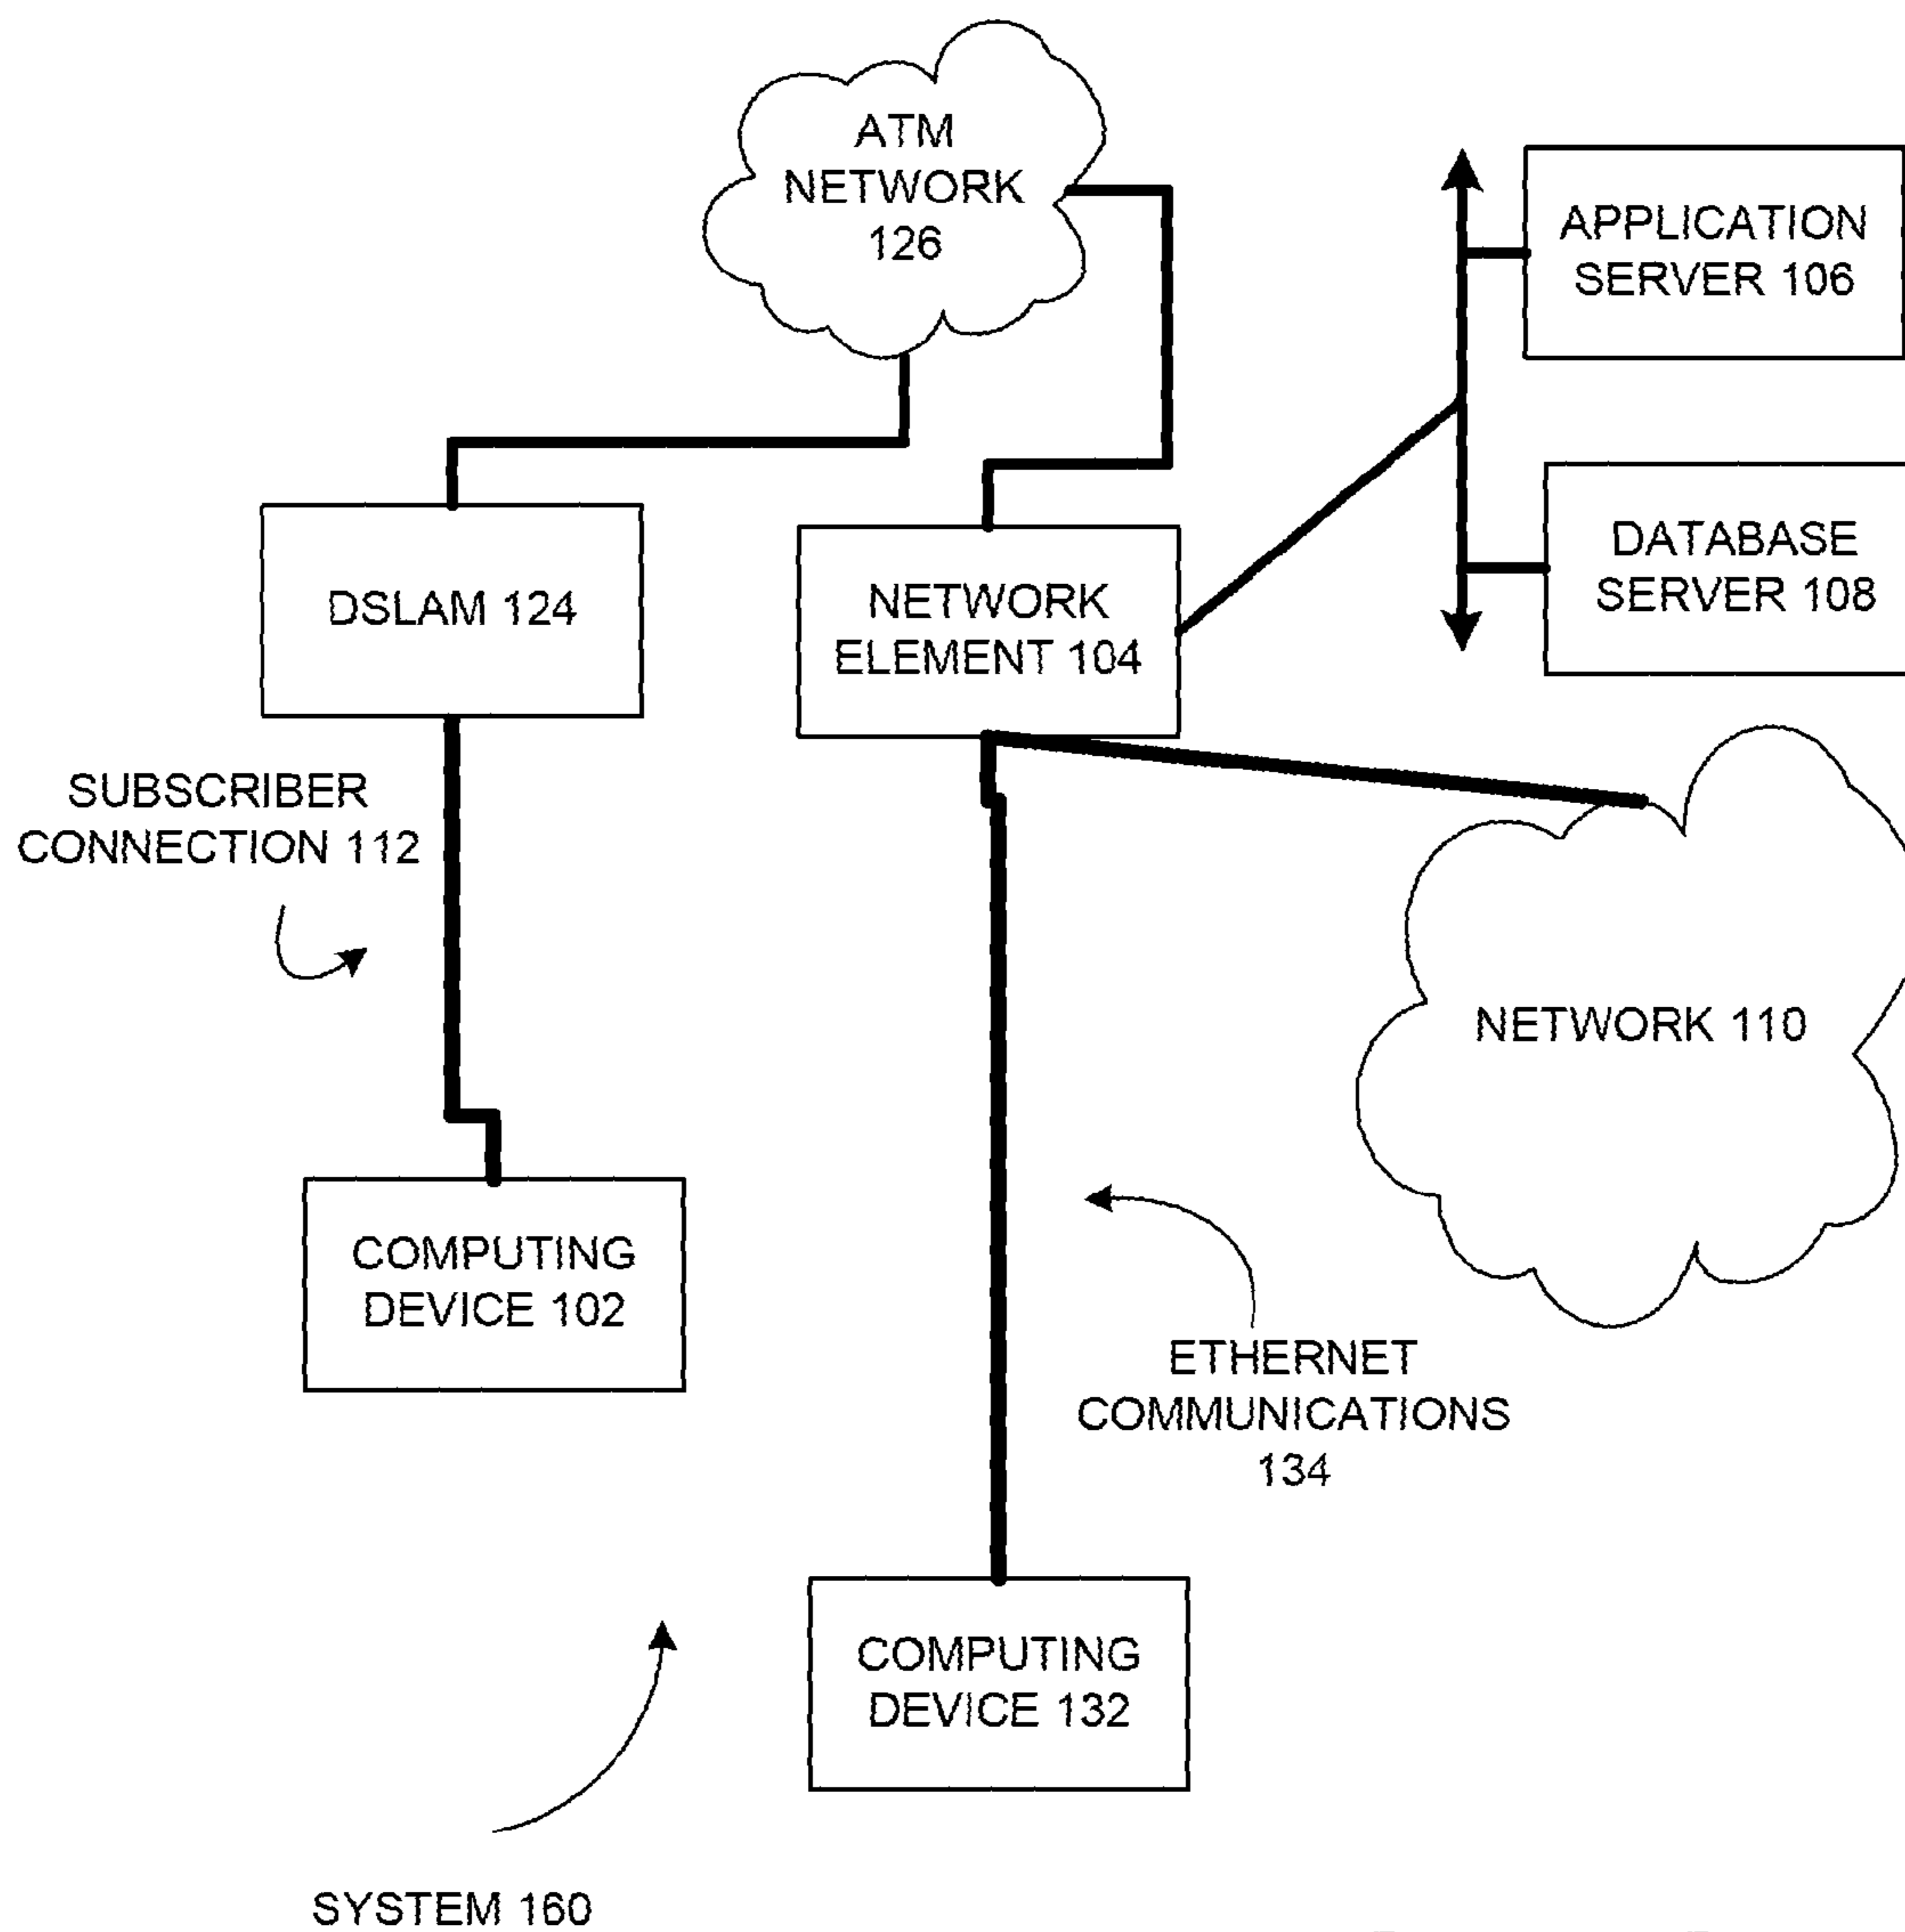 ATM
NETWORK
126
APPLICATION
SERVER 106
DSLAM 124
NETWORK
ELEMENT 104
DATABASE
SERVER 108
SUBSCRIBER
CONNECTION 112
NETWORK 110
COMPUTING
DEVICE 102
ETHERNET
COMMUNICATIONS
134
COMPUTING
DEVICE 132
SYSTEM 160